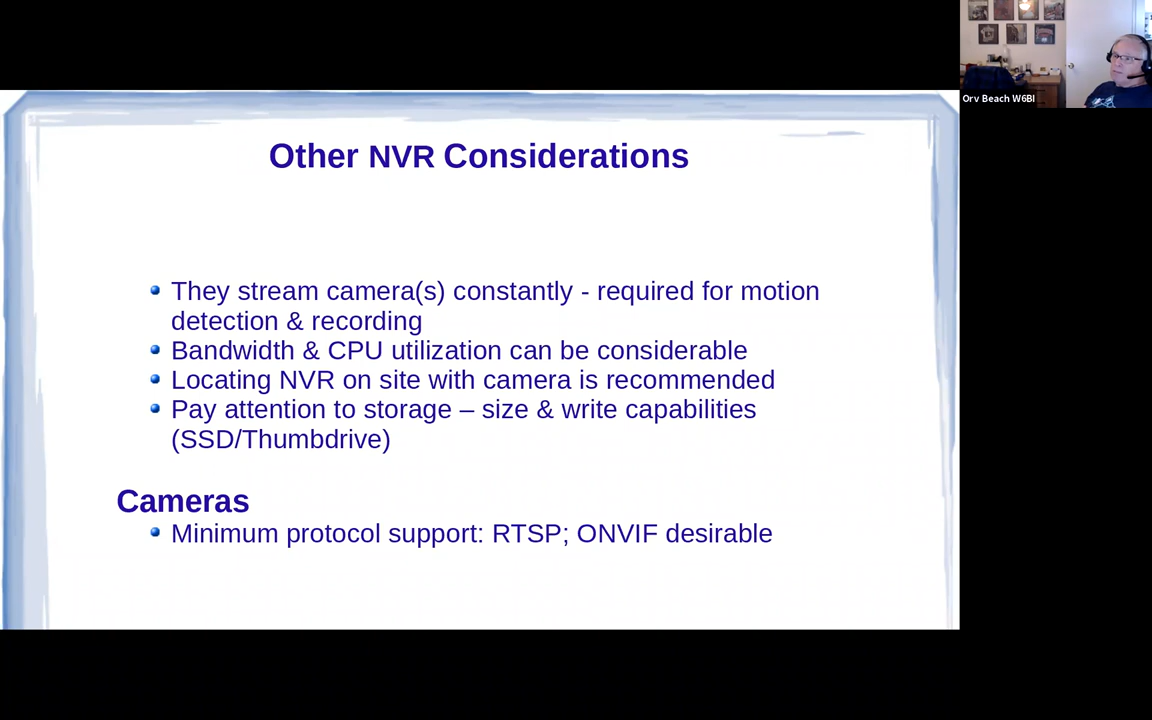 Orv Beach W6BI
Other NVR Considerations
They stream camera(s) constantly - required for motion
detection & recording
Bandwidth & CPU utilization can be considerable
Locating NVR on site with camera is recommended
Pay attention to storage – size & write capabilities
(SSD/Thumbdrive)
Cameras
Minimum protocol support: RTSP; ONVIF desirable